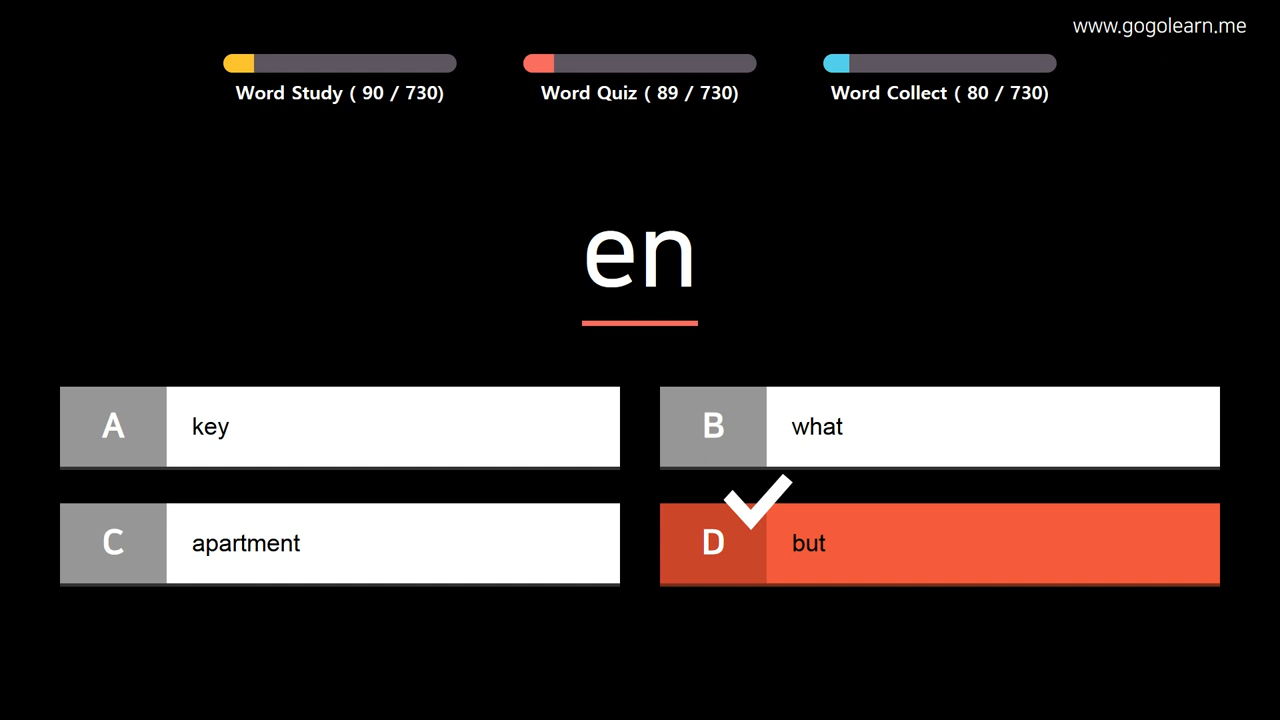 www.gogolearn.me
Word Study ( 90 / 730)
Word Quiz ( 89 / 730)
Word Collect ( 80 / 730)
en
A key
B what
C apartment
D but